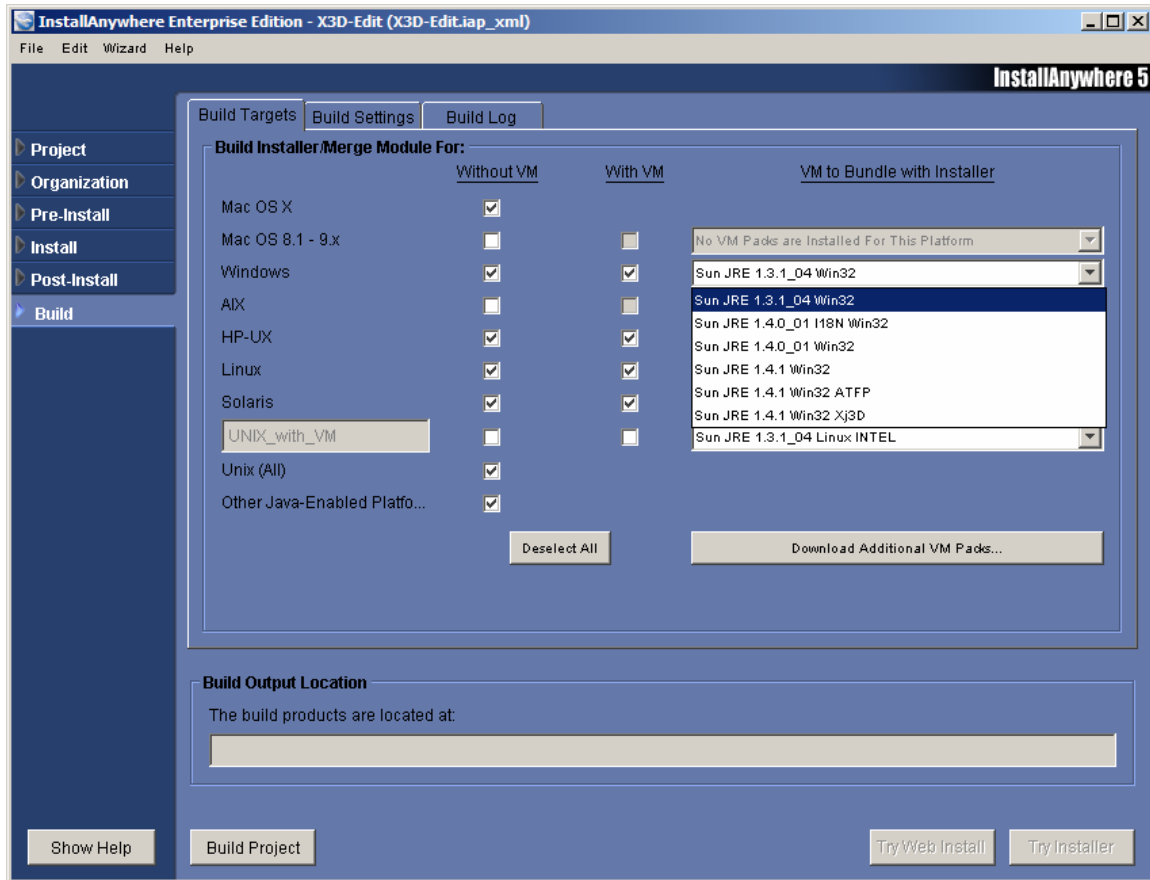 InstallAnywhere Enterprise Edition - X3D-Edit (X3D-Edit.iap_xml)
File Edit Wizard Help
InstallAnywhere 5
Project
Organization
Pre-Install
Install
Post-Install
Build
Build Targets Build Settings Build Log
Build Installer/Merge Module For:
Without VM With VM VM to Bundle with Installer
Mac OS X
Mac OS 8.1 - 9.x No VM Packs are Installed For This Platform
Windows Sun JRE 1.3.1_04 Win32
AIX Sun JRE 1.3.1_04 Win32
Sun JRE 1.4.0_01 I18N Win32
HP-UX Sun JRE 1.4.0_01 Win32
Linux Sun JRE 1.4.1 Win32
Sun JRE 1.4.1 Win32 ATFP
Solaris Sun JRE 1.4.1 Win32 Xj3D
UNIX_with_VM Sun JRE 1.3.1_04 Linux INTEL
Unix (All)
Other Java-Enabled Platfo...
Deselect All Download Additional VM Packs...
Build Output Location
The build products are located at:
Show Help Build Project Try Web Install Try Installer